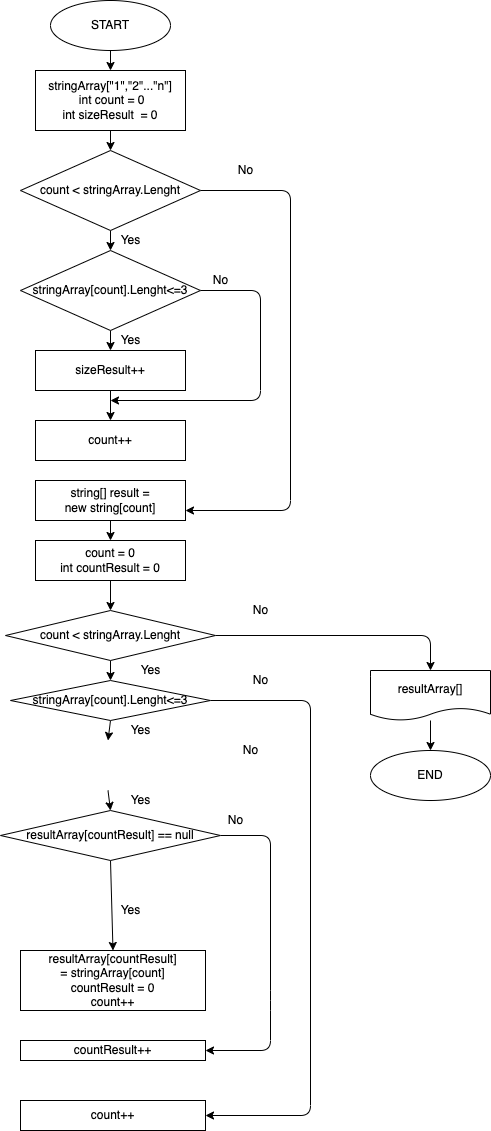 START
stringArray["1","2"..."n"]
int count = 0
int sizeResult = 0
No
count < stringArray.Lenght
Yes
No
stringArray[count].Lenght<=3
Yes
sizeResult++
count++
string[] result =
new string[count]
count = 0
int countResult = 0
No
count < stringArray.Lenght
Yes
No
resultArray[]
stringArray[count].Lenght<=3
Yes
No
END
Yes
No
resultArray[countResult] == null
Yes
resultArray[countResult]
= stringArray[count]
countResult = 0
count++
countResult++
count++